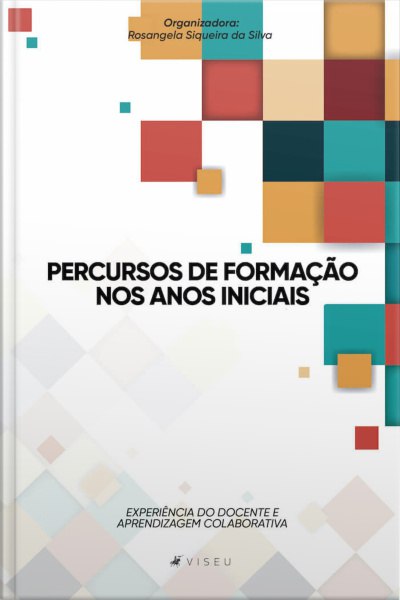 Organizadora:
Rosangela Siqueira da Silva
PERCURSOS DE FORMAÇÃO
NOS ANOS INICIAIS
EXPERIÊNCIA DO DOCENTE E
APRENDIZAGEM COLABORATIVA
VISEU